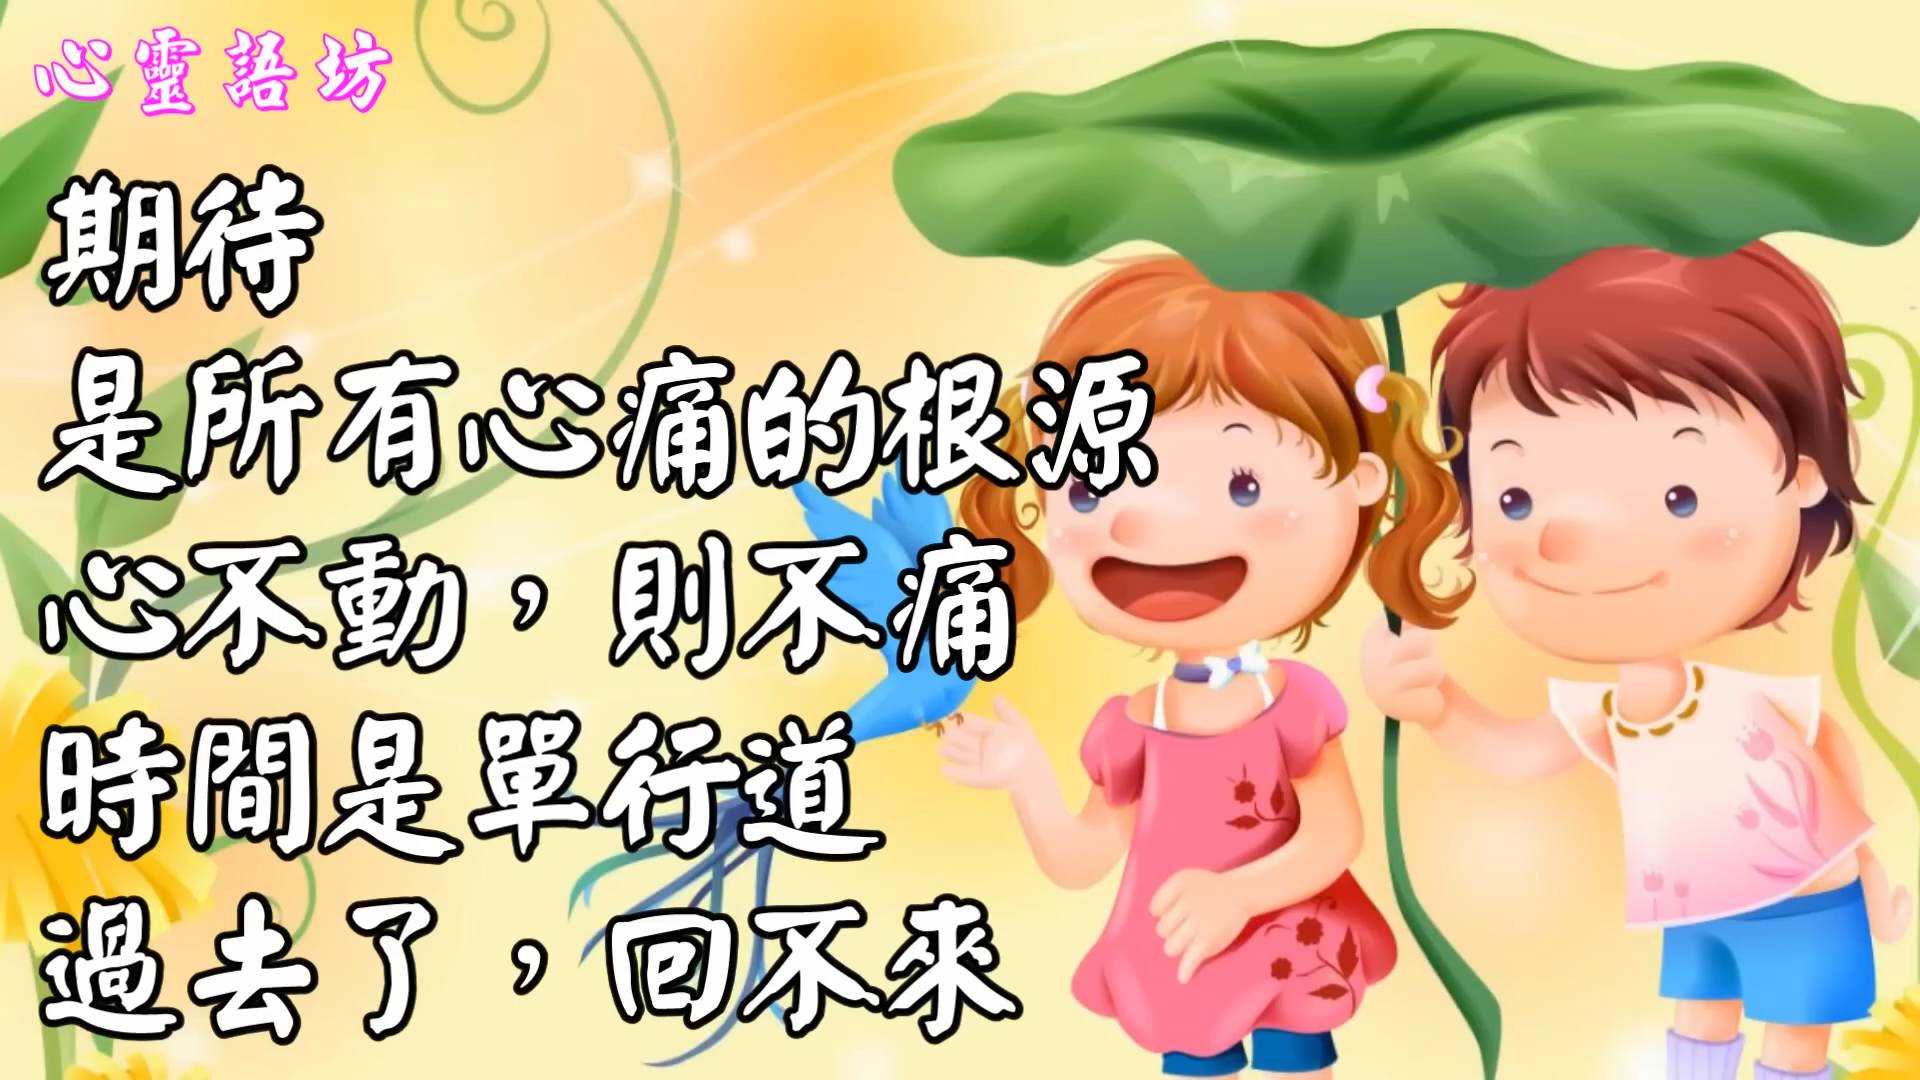 心靈語坊
期待
是所有心痛的根源
心不動，則不痛
時間是單行道
過去了，回不來